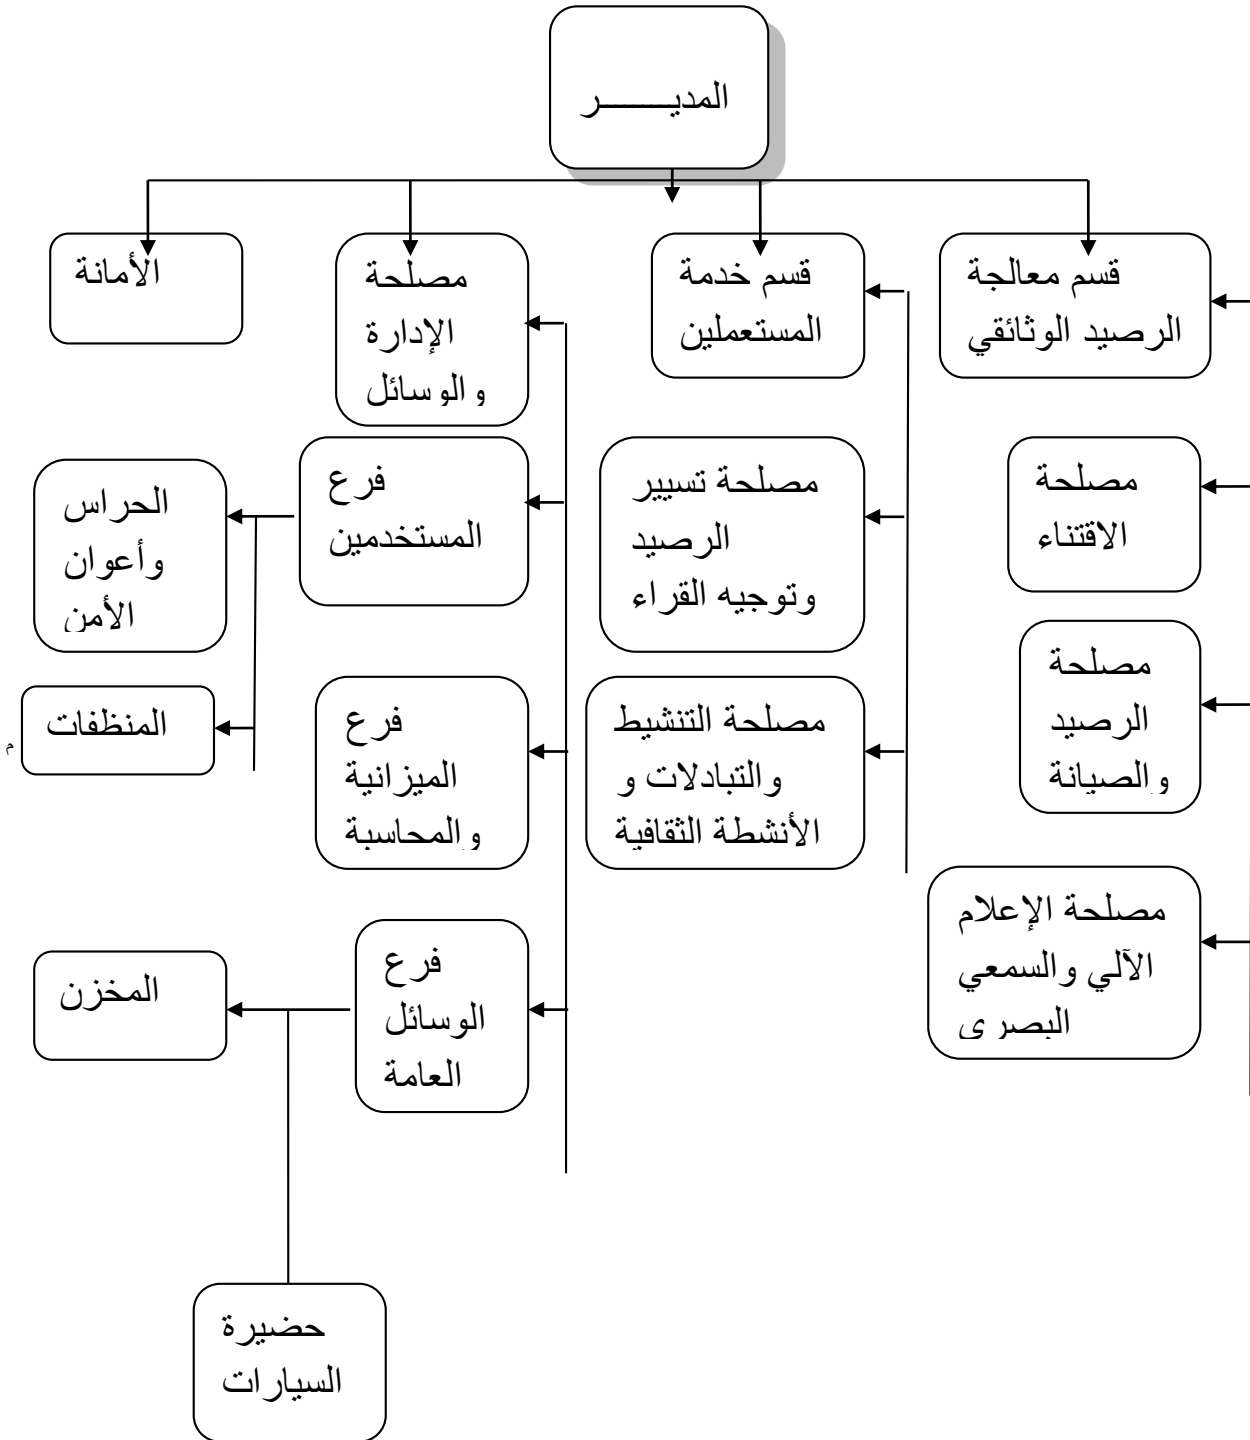 المديـــــــر
قسم معالجة
الرصيد الوثائقي
قسم خدمة
المستعملين
مصلحة
الإدارة
والوسائل
الأمانة
مصلحة
الاقتناء
مصلحة تسيير
الرصيد
وتوجيه القراء
فرع
المستخدمين
الحراس
وأعوان
الأمن
مصلحة
الرصيد
والصيانة
مصلحة التنشيط
والتبادلات و
الأنشطة الثقافية
فرع
الميزانية
والمحاسبة
المنظفات
م
مصلحة الإعلام
الآلي والسمعي
البصري
فرع
الوسائل
العامة
المخزن
حضيرة
السيارات